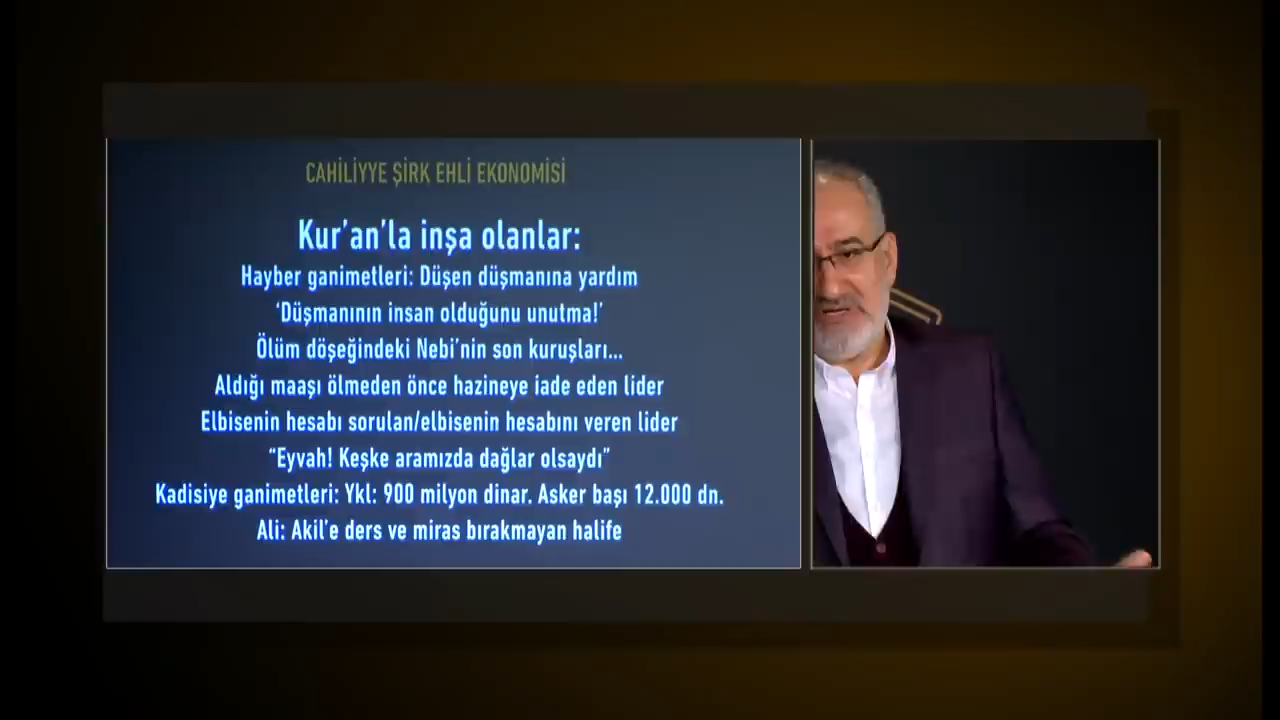 CAHİLİYYE ŞİRK EHLİ EKONOMİSİ
Kur'an'la inşa olanlar:
Hayber ganimetleri: Düşen düşmanına yardım
'Düşmanının insan olduğunu unutma!'
Ölüm döşeğindeki Nebi'nin son kuruşları...
Aldığı maaşı ölmeden önce hazineye iade eden lider
Elbisenin hesabı sorulan/elbisenin hesabını veren lider
“Eyvah! Keşke aramızda dağlar olsaydı”
Kadisiye ganimetleri: Ykl: 900 milyon dinar. Asker başı 12.000 dn.
Ali: Akil'e ders ve miras bırakmayan halife